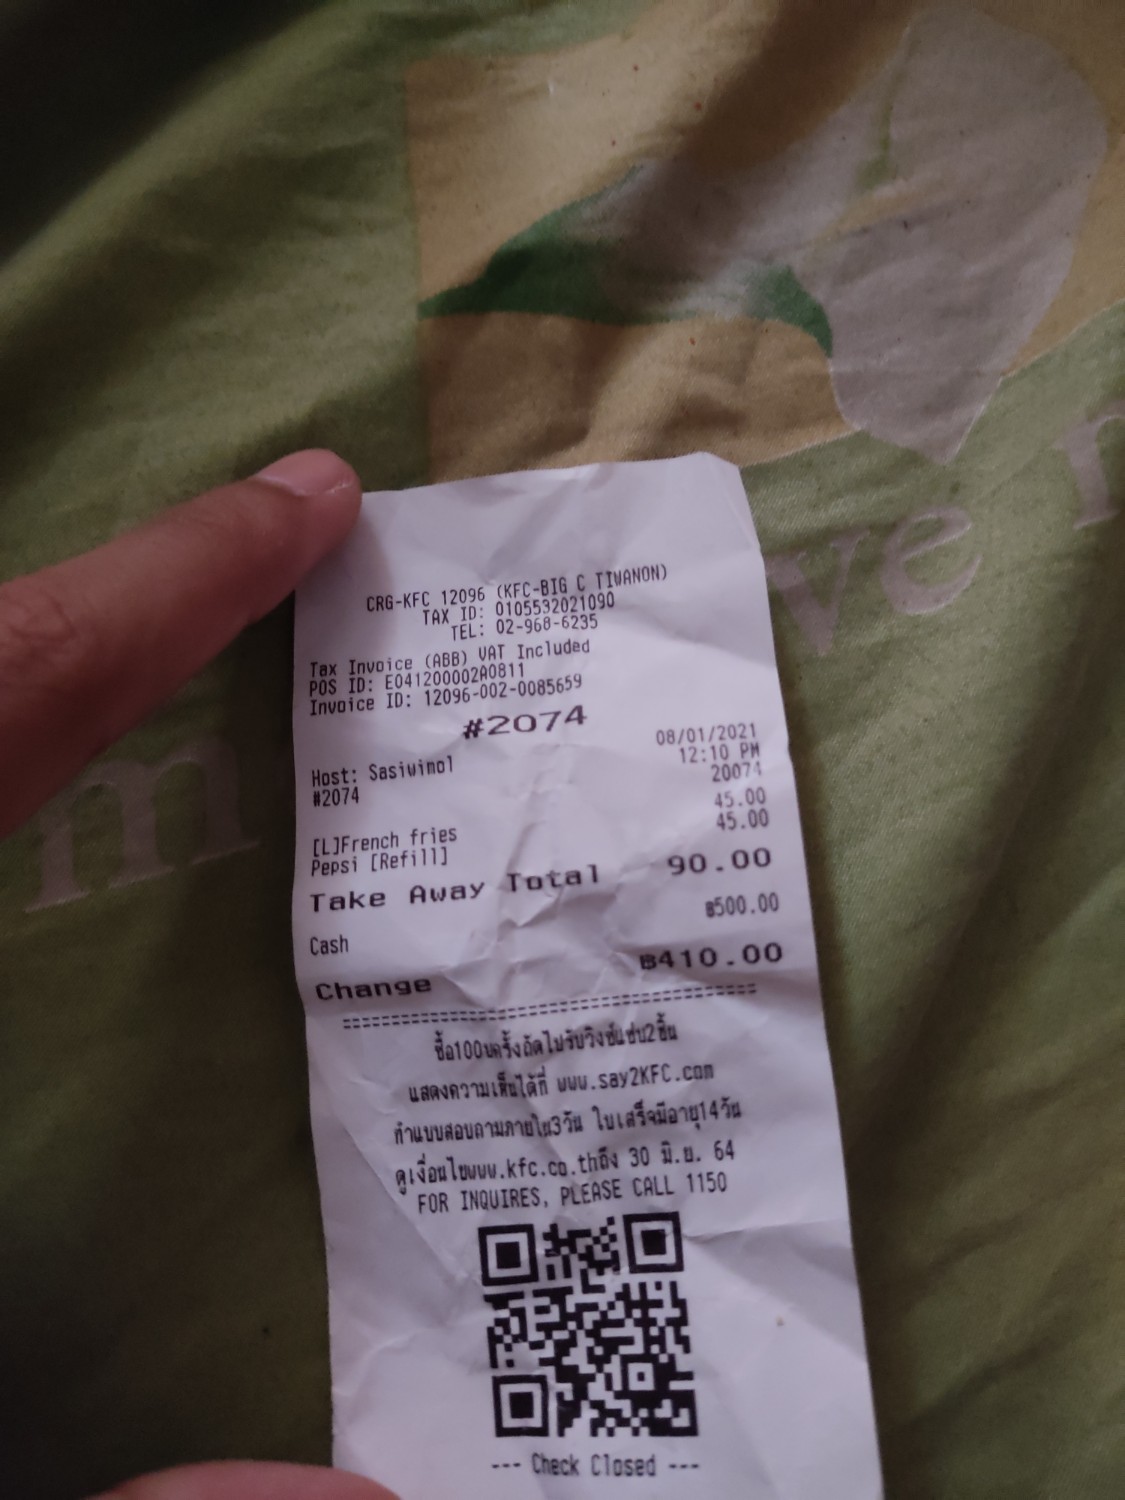 CRG-KFC 12096 (KFC-BIG C TIWANON)
TAX ID: 0105532021090
TEL: 02-968-6235
Tax Invoice (ABB) VAT Included
POS ID: E041200002A0811
Invoice ID: 12096-002-0085659
#2074
08/01/2021
Host: Sasiwimol 12:10 PM
#2074 20074
[L]French fries 45.00
Pepsi [Refill] 45.00
Take Away Total 90.00
Cash ฿500.00
Change ฿410.00
ซื้อ100บครั้งถัดไปรับวิงซ์แซ่บ2ชิ้น
แสดงความเห็นได้ที่ www.say2KFC.com
ทำแบบสอบถามภายใน3วัน ใบเสร็จมีอายุ14วัน
ดูเงื่อนไขwww.kfc.co.thถึง 30 มิ.ย. 64
FOR INQUIRES, PLEASE CALL 1150
--- Check Closed ---
m
ve